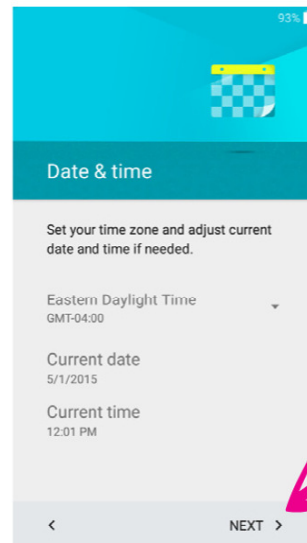 93%
Date & time
Set your time zone and adjust current
date and time if needed.
Eastern Daylight Time
GMT-04:00
Current date
5/1/2015
Current time
12:01 PM
NEXT